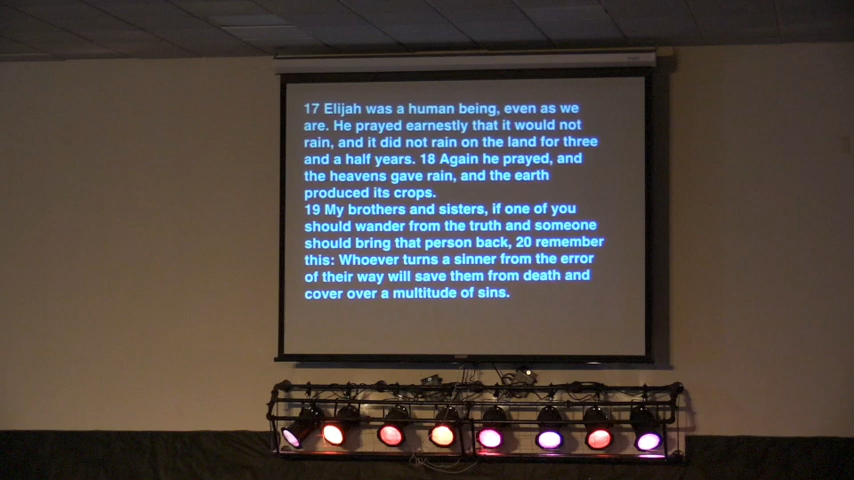 17 Elijah was a human being, even as we
are. He prayed earnestly that it would not
rain, and it did not rain on the land for three
and a half years. 18 Again he prayed, and
the heavens gave rain, and the earth
produced its crops.
19 My brothers and sisters, if one of you
should wander from the truth and someone
should bring that person back, 20 remember
this: Whoever turns a sinner from the error
of their way will save them from death and
cover over a multitude of sins.